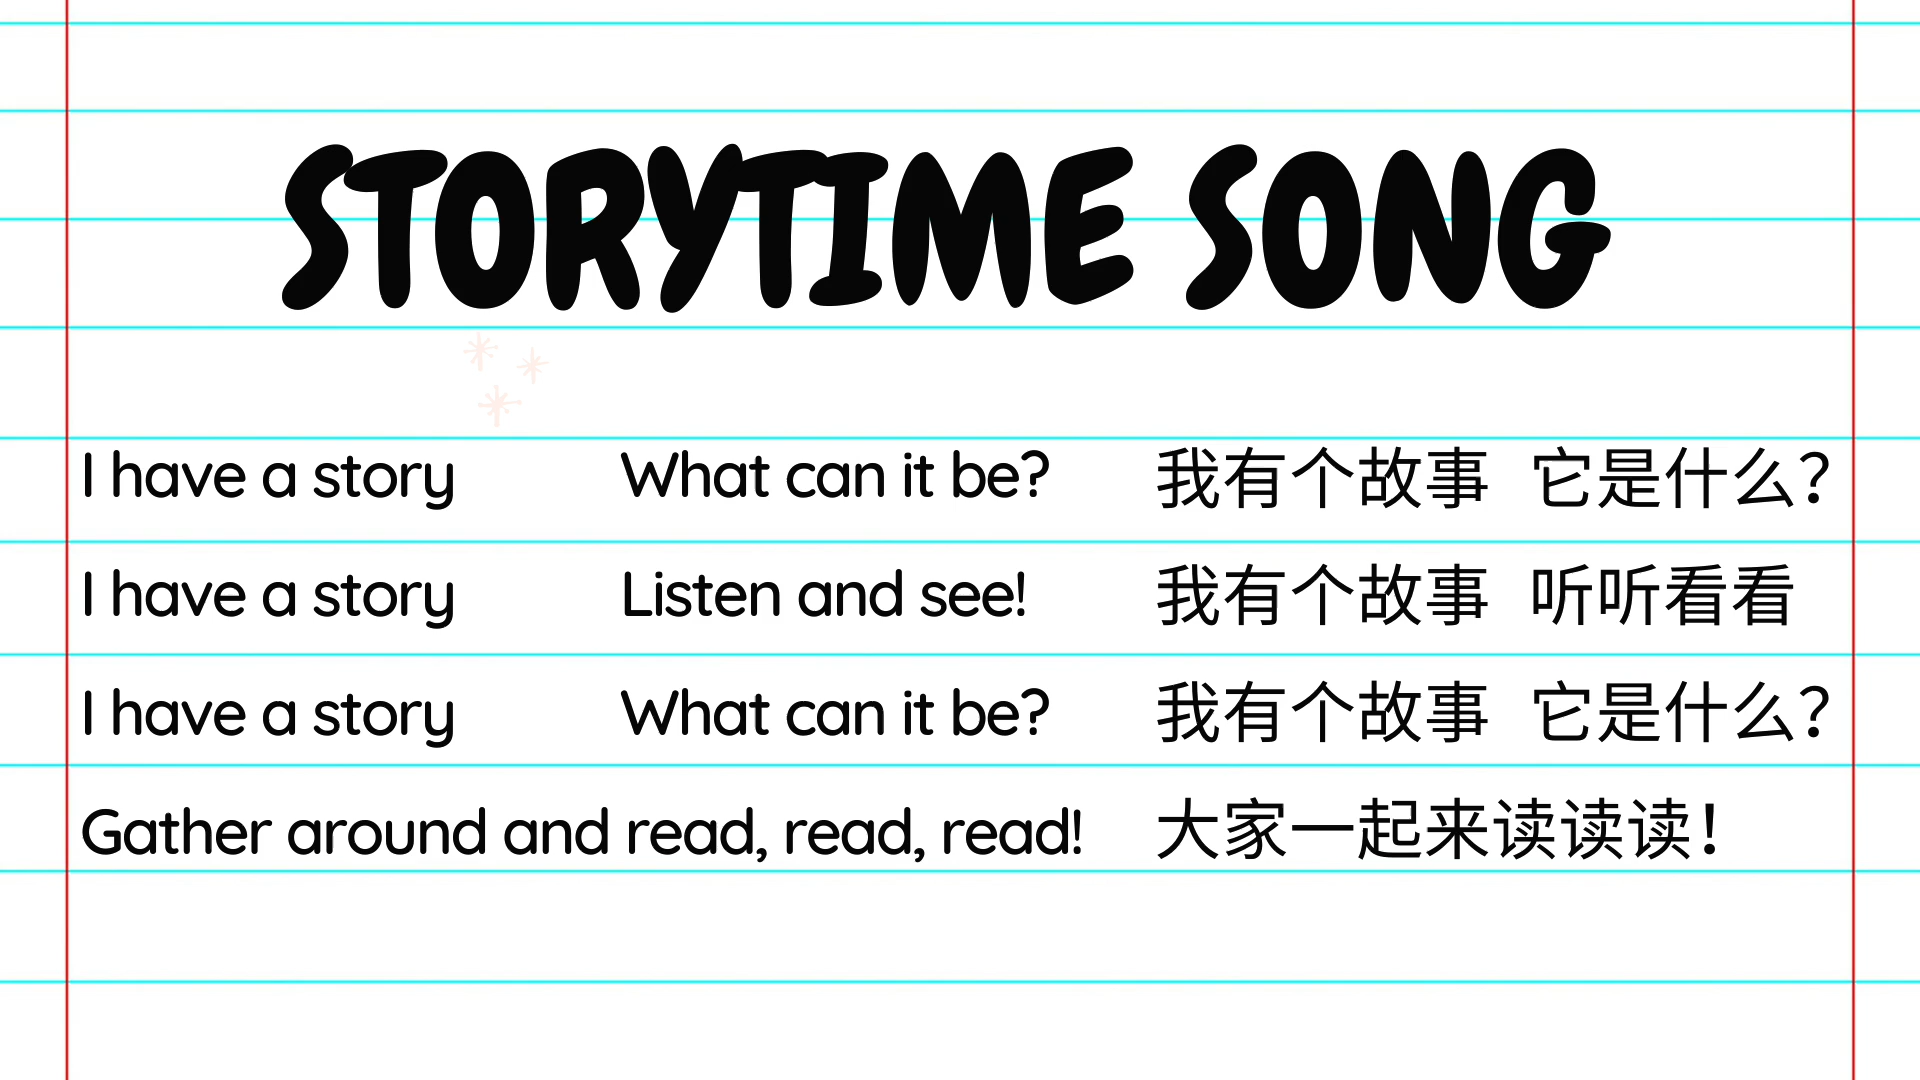 STORYTIME SONG
I have a story What can it be? 我有个故事 它是什么?
I have a story Listen and see! 我有个故事 听听看看
I have a story What can it be? 我有个故事 它是什么?
Gather around and read, read, read! 大家一起来读读读!